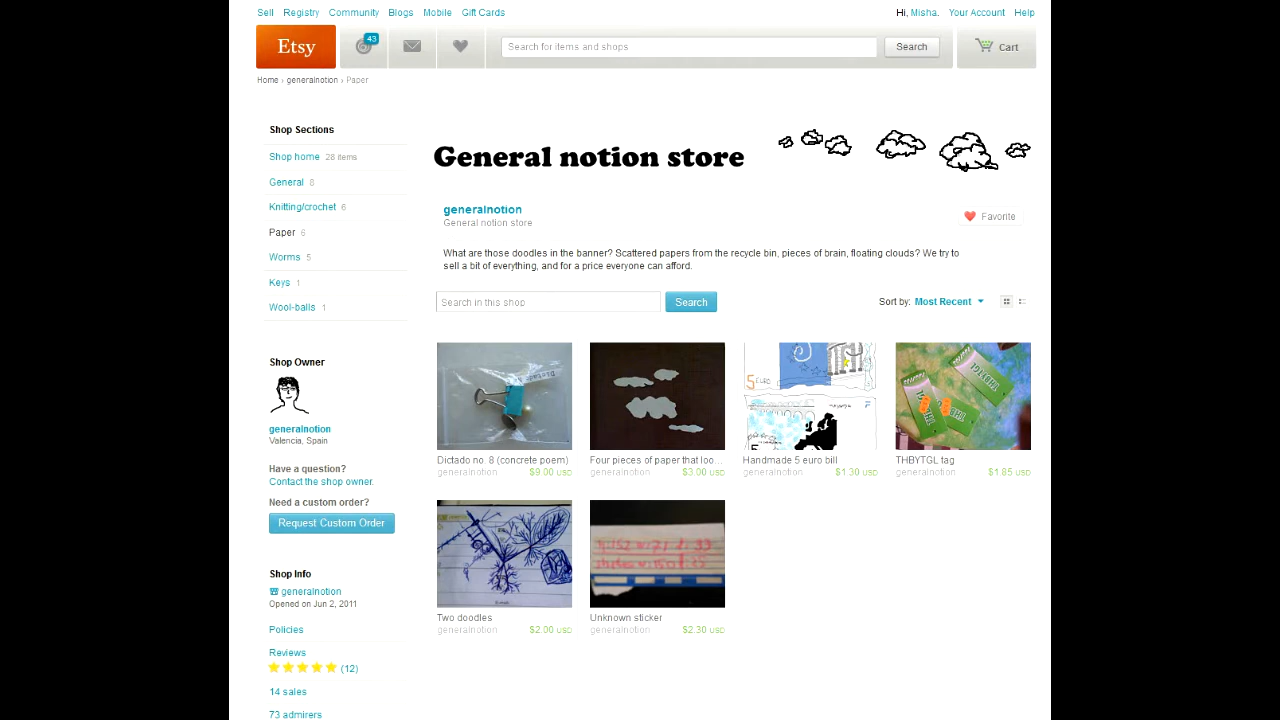 Sell Registry Community Blogs Mobile Gift Cards
Hi, Misha. Your Account Help
Etsy
43
Search for items and shops
Search
Cart
Home › generalnotion › Paper
Shop Sections
Shop home 28 items
General 8
Knitting/crochet 6
Paper 6
Worms 5
Keys 1
Wool-balls 1
Shop Owner
generalnotion
Valencia, Spain
Have a question?
Contact the shop owner.
Need a custom order?
Request Custom Order
Shop Info
generalnotion
Opened on Jun 2, 2011
Policies
Reviews
(12)
14 sales
73 admirers
General notion store
generalnotion
General notion store
Favorite
What are those doodles in the banner? Scattered papers from the recycle bin, pieces of brain, floating clouds? We try to
sell a bit of everything, and for a price everyone can afford.
Search in this shop
Search
Sort by: Most Recent
5 EURO
THBYTGL
Dictado no. 8 (concrete poem)
generalnotion $9.00 USD
Four pieces of paper that loo...
generalnotion $3.00 USD
Handmade 5 euro bill
generalnotion $1.30 USD
THBYTGL tag
generalnotion $1.85 USD
Two doodles
generalnotion $2.00 USD
Unknown sticker
generalnotion $2.30 USD